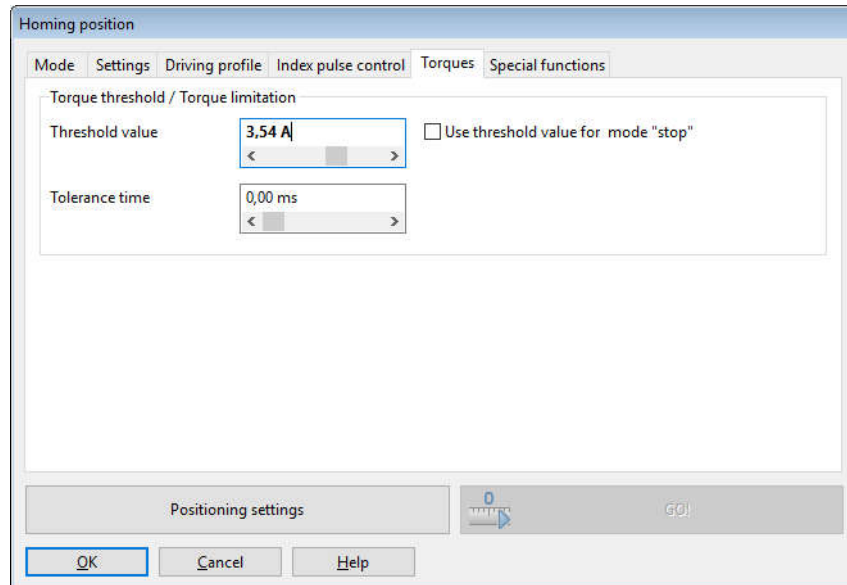 Homing position
Mode Settings Driving profile Index pulse control Torques Special functions
Torque threshold / Torque limitation
Threshold value 3,54 A Use threshold value for mode "stop"
Tolerance time 0,00 ms
Positioning settings 0 GO!
OK Cancel Help